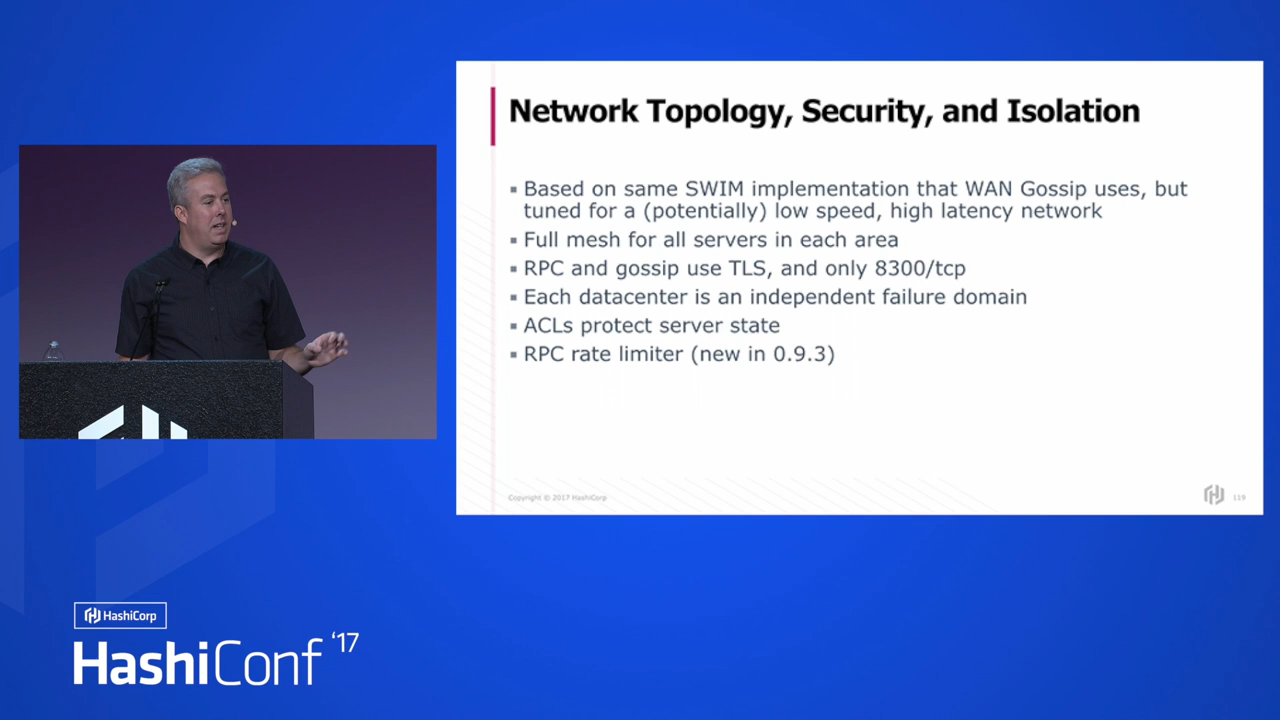 Network Topology, Security, and Isolation
▪ Based on same SWIM implementation that WAN Gossip uses, but
tuned for a (potentially) low speed, high latency network
▪ Full mesh for all servers in each area
▪ RPC and gossip use TLS, and only 8300/tcp
▪ Each datacenter is an independent failure domain
▪ ACLs protect server state
▪ RPC rate limiter (new in 0.9.3)
Copyright © 2017 HashiCorp
119
HashiCorp
HashiConf '17